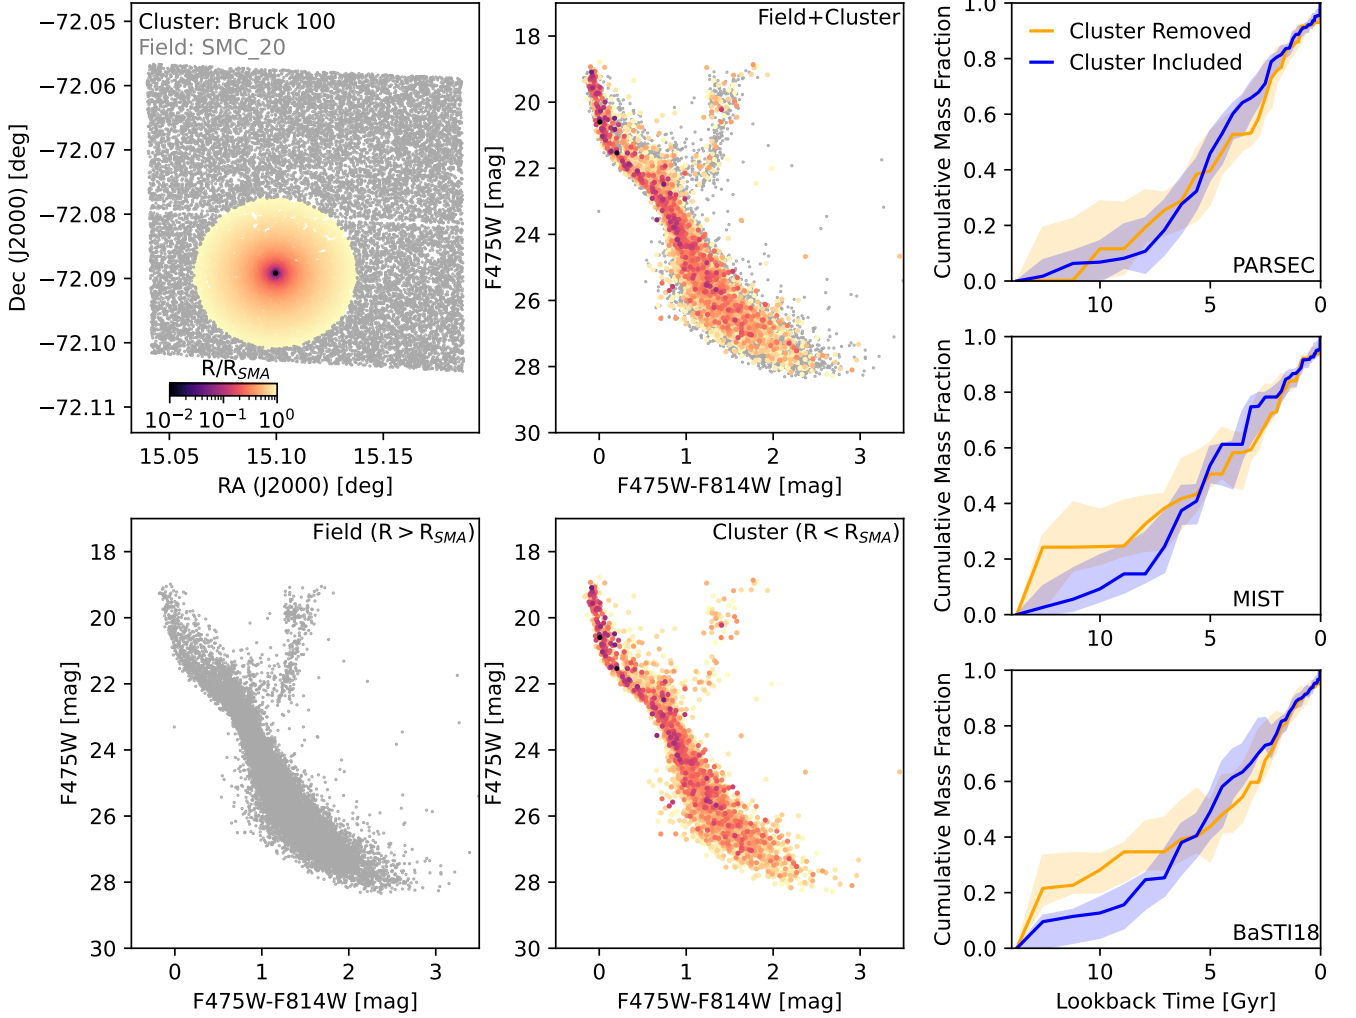 Cluster: Bruck 100
Field: SMC_20
−72.05
−72.06
−72.07
−72.08
−72.09
−72.10
−72.11
Dec (J2000) [deg]
R/R_SMA
10^−2 10^−1 10^0
15.05 15.10 15.15
RA (J2000) [deg]
Field+Cluster
18
20
22
24
26
28
30
F475W [mag]
0 1 2 3
F475W-F814W [mag]
Cluster Removed
Cluster Included
1.0
0.8
0.6
0.4
0.2
0.0
Cumulative Mass Fraction
PARSEC
10 5 0
1.0
0.8
0.6
0.4
0.2
0.0
Cumulative Mass Fraction
MIST
10 5 0
Field (R > R_SMA)
18
20
22
24
26
28
30
F475W [mag]
0 1 2 3
F475W-F814W [mag]
Cluster (R < R_SMA)
18
20
22
24
26
28
30
F475W [mag]
0 1 2 3
F475W-F814W [mag]
1.0
0.8
0.6
0.4
0.2
0.0
Cumulative Mass Fraction
BaSTI18
10 5 0
Lookback Time [Gyr]